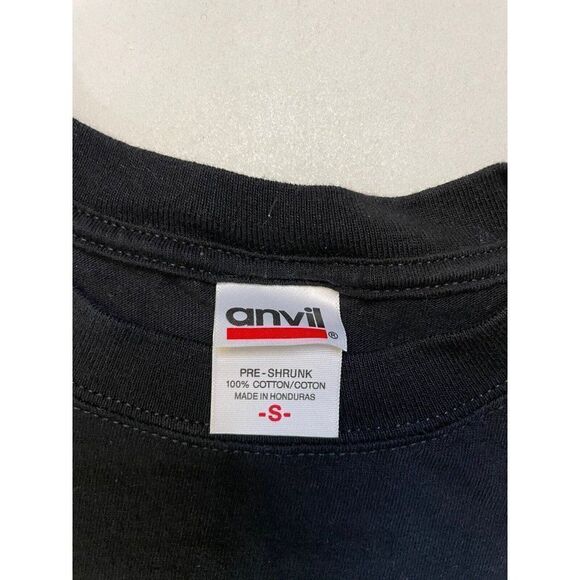 anvil®
PRE-SHRUNK
100% COTTON/COTON
MADE IN HONDURAS
-S-